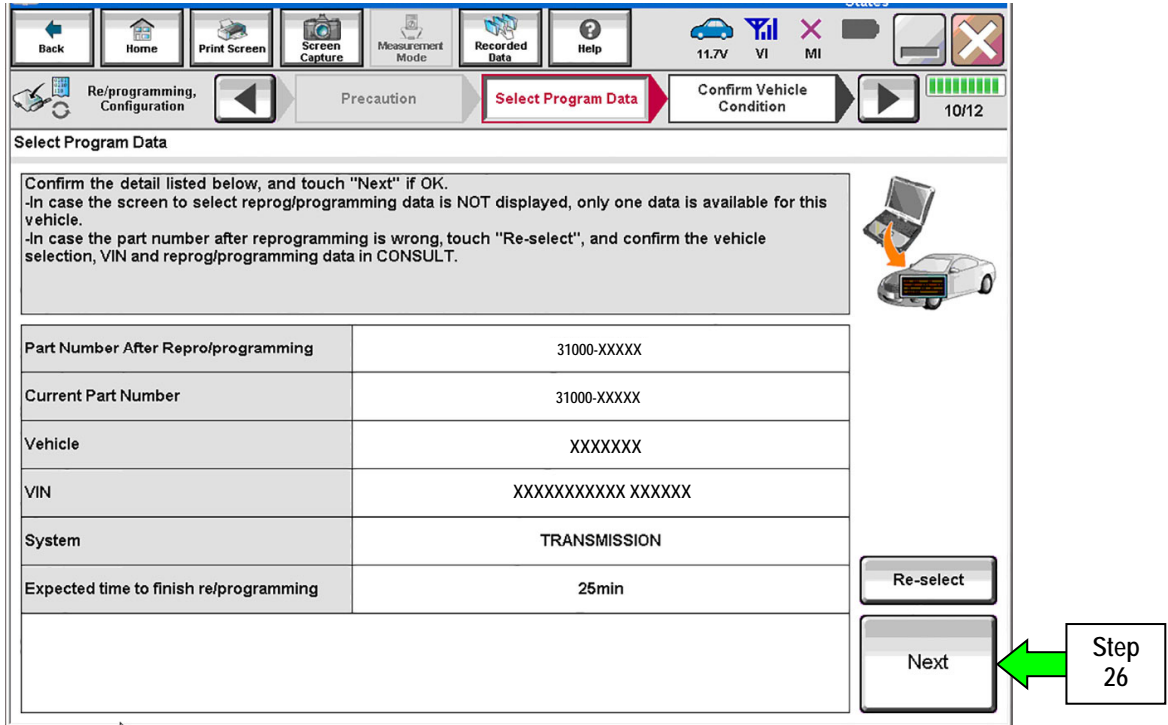 States
Back
Home
Print Screen
Screen
Capture
Measurement
Mode
Recorded
Data
Help
11.7V
VI
MI
Re/programming,
Configuration
Precaution
Select Program Data
Confirm Vehicle
Condition
10/12
Select Program Data
Confirm the detail listed below, and touch "Next" if OK.
-In case the screen to select reprog/programming data is NOT displayed, only one data is available for this
vehicle.
-In case the part number after reprogramming is wrong, touch "Re-select", and confirm the vehicle
selection, VIN and reprog/programming data in CONSULT.
Part Number After Repro/programming
31000-XXXXX
Current Part Number
31000-XXXXX
Vehicle
XXXXXXX
VIN
XXXXXXXXXXX XXXXXX
System
TRANSMISSION
Expected time to finish re/programming
25min
Re-select
Next
Step
26